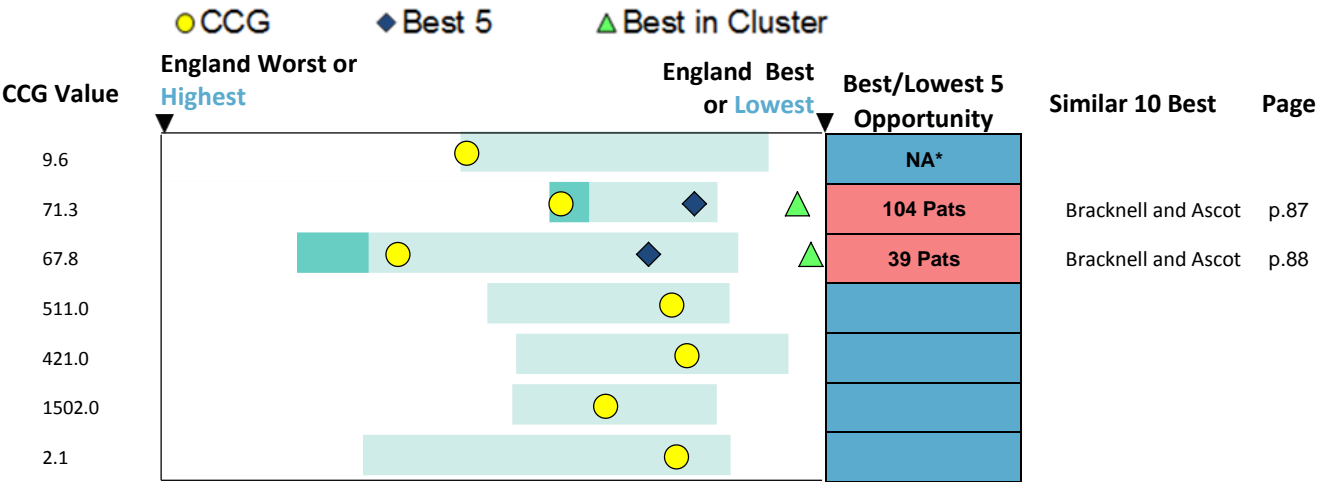 CCG Best 5 Best in Cluster
CCG Value
England Worst or
Highest
England Best
or Lowest
Best/Lowest 5
Opportunity
Similar 10 Best
Page
9.6 NA*
71.3 104 Pats Bracknell and Ascot p.87
67.8 39 Pats Bracknell and Ascot p.88
511.0
421.0
1502.0
2.1